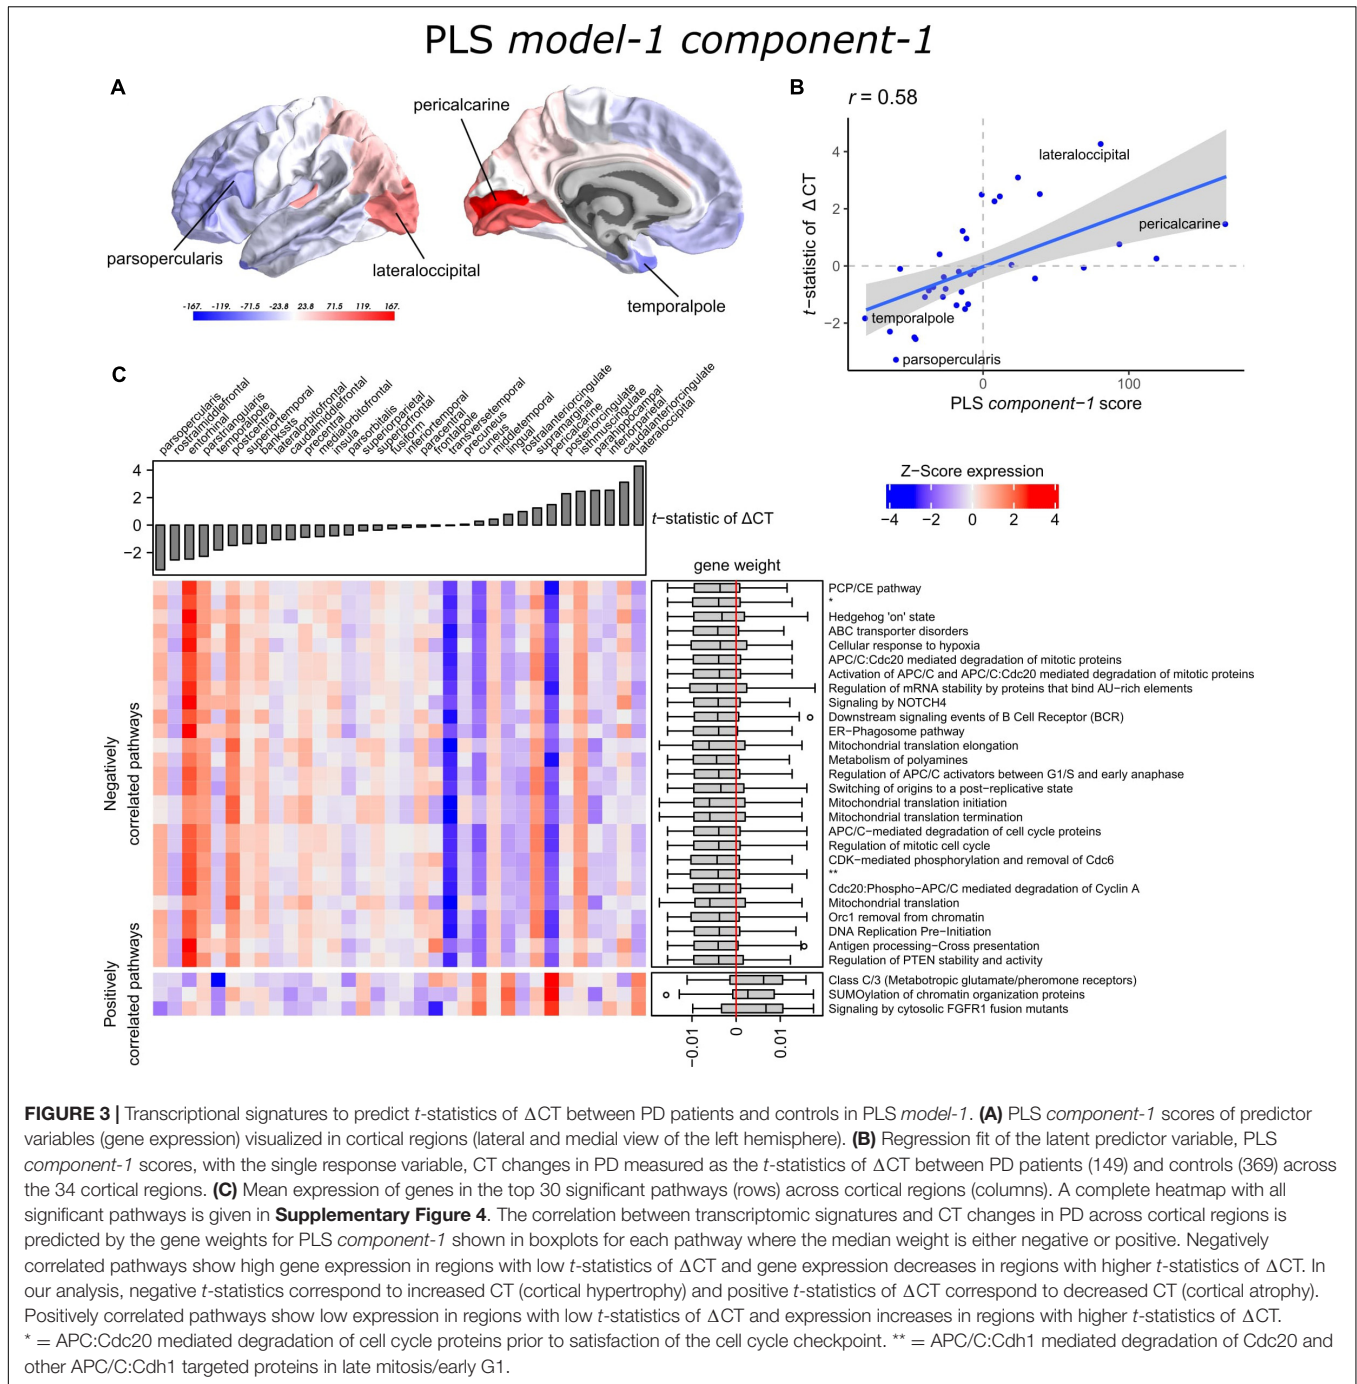 PLS model-1 component-1
A
pericalcarine
parsopercularis
lateraloccipital
temporalpole
-167. -119. -71.5 -23.8 23.8 71.5 119. 167.
B
r = 0.58
t−statistic of ΔCT
4
2
0
−2
lateraloccipital
pericalcarine
temporalpole
parsopercularis
0 100
PLS component−1 score
C
parsopercularis
rostralmiddlefrontal
entorhinal
parstriangularis
temporalpole
postcentral
superiortemporal
bankssts
lateralorbitofrontal
caudalmiddlefrontal
precentral
medialorbitofrontal
insula
parsorbitalis
superiorparietal
superiorfrontal
fusiform
inferiortemporal
paracentral
frontalpole
transversetemporal
precuneus
cuneus
middletemporal
lingual
rostralanteriorcingulate
supramarginal
pericalcarine
posteriorcingulate
isthmuscingulate
parahippocampal
inferiorparietal
caudalanteriorcingulate
lateraloccipital
4
2
0
−2
t−statistic of ΔCT
Z−Score expression
−4 −2 0 2 4
gene weight
Negatively
correlated pathways
Positively
correlated pathways
PCP/CE pathway
*
Hedgehog 'on' state
ABC transporter disorders
Cellular response to hypoxia
APC/C:Cdc20 mediated degradation of mitotic proteins
Activation of APC/C and APC/C:Cdc20 mediated degradation of mitotic proteins
Regulation of mRNA stability by proteins that bind AU−rich elements
Signaling by NOTCH4
Downstream signaling events of B Cell Receptor (BCR)
ER−Phagosome pathway
Mitochondrial translation elongation
Metabolism of polyamines
Regulation of APC/C activators between G1/S and early anaphase
Switching of origins to a post−replicative state
Mitochondrial translation initiation
Mitochondrial translation termination
APC/C−mediated degradation of cell cycle proteins
Regulation of mitotic cell cycle
CDK−mediated phosphorylation and removal of Cdc6
**
Cdc20:Phospho−APC/C mediated degradation of Cyclin A
Mitochondrial translation
Orc1 removal from chromatin
DNA Replication Pre−Initiation
Antigen processing−Cross presentation
Regulation of PTEN stability and activity
Class C/3 (Metabotropic glutamate/pheromone receptors)
SUMOylation of chromatin organization proteins
Signaling by cytosolic FGFR1 fusion mutants
−0.01 0 0.01
FIGURE 3 | Transcriptional signatures to predict t-statistics of ΔCT between PD patients and controls in PLS model-1. (A) PLS component-1 scores of predictor
variables (gene expression) visualized in cortical regions (lateral and medial view of the left hemisphere). (B) Regression fit of the latent predictor variable, PLS
component-1 scores, with the single response variable, CT changes in PD measured as the t-statistics of ΔCT between PD patients (149) and controls (369) across
the 34 cortical regions. (C) Mean expression of genes in the top 30 significant pathways (rows) across cortical regions (columns). A complete heatmap with all
significant pathways is given in Supplementary Figure 4. The correlation between transcriptomic signatures and CT changes in PD across cortical regions is
predicted by the gene weights for PLS component-1 shown in boxplots for each pathway where the median weight is either negative or positive. Negatively
correlated pathways show high gene expression in regions with low t-statistics of ΔCT and gene expression decreases in regions with higher t-statistics of ΔCT. In
our analysis, negative t-statistics correspond to increased CT (cortical hypertrophy) and positive t-statistics of ΔCT correspond to decreased CT (cortical atrophy).
Positively correlated pathways show low expression in regions with low t-statistics of ΔCT and expression increases in regions with higher t-statistics of ΔCT.
* = APC:Cdc20 mediated degradation of cell cycle proteins prior to satisfaction of the cell cycle checkpoint. ** = APC/C:Cdh1 mediated degradation of Cdc20 and
other APC/C:Cdh1 targeted proteins in late mitosis/early G1.